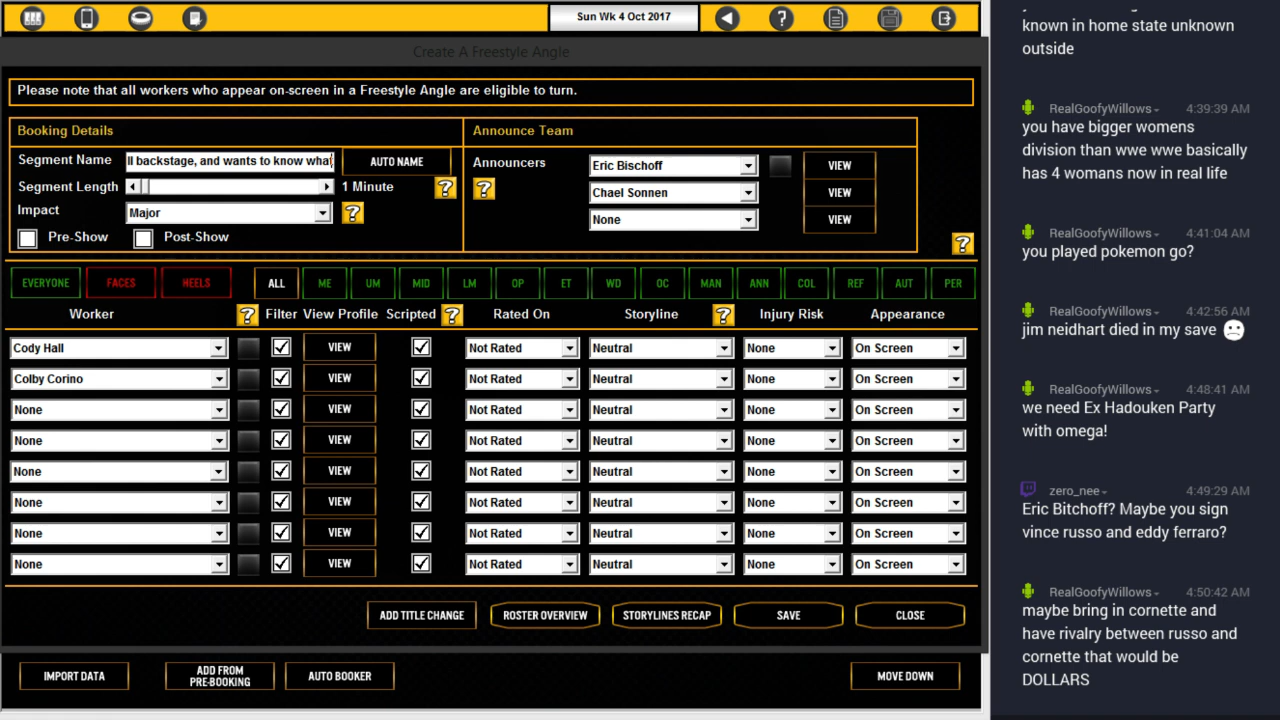 Sun Wk 4 Oct 2017
Create A Freestyle Angle
Please note that all workers who appear on-screen in a Freestyle Angle are eligible to turn.
Booking Details
Segment Name
ll backstage, and wants to know what
AUTO NAME
Segment Length
1 Minute
?
Impact
Major
?
Pre-Show
Post-Show
Announce Team
Announcers
?
Eric Bischoff
VIEW
Chael Sonnen
VIEW
None
VIEW
?
EVERYONE FACES HEELS ALL ME UM MID LM OP ET WD OC MAN ANN COL REF AUT PER
Worker ? Filter View Profile Scripted ? Rated On Storyline ? Injury Risk Appearance
Cody Hall VIEW Not Rated Neutral None On Screen
Colby Corino VIEW Not Rated Neutral None On Screen
None VIEW Not Rated Neutral None On Screen
None VIEW Not Rated Neutral None On Screen
None VIEW Not Rated Neutral None On Screen
None VIEW Not Rated Neutral None On Screen
None VIEW Not Rated Neutral None On Screen
None VIEW Not Rated Neutral None On Screen
ADD TITLE CHANGE ROSTER OVERVIEW STORYLINES RECAP SAVE CLOSE
IMPORT DATA
ADD FROM
PRE-BOOKING
AUTO BOOKER
MOVE DOWN
known in home state unknown
outside
RealGoofyWillows 4:39:39 AM
you have bigger womens
division than wwe wwe basically
has 4 womans now in real life
RealGoofyWillows 4:41:04 AM
you played pokemon go?
RealGoofyWillows 4:42:56 AM
jim neidhart died in my save
RealGoofyWillows 4:48:41 AM
we need Ex Hadouken Party
with omega!
zero_nee 4:49:29 AM
Eric Bitchoff? Maybe you sign
vince russo and eddy ferraro?
RealGoofyWillows 4:50:42 AM
maybe bring in cornette and
have rivalry between russo and
cornette that would be
DOLLARS